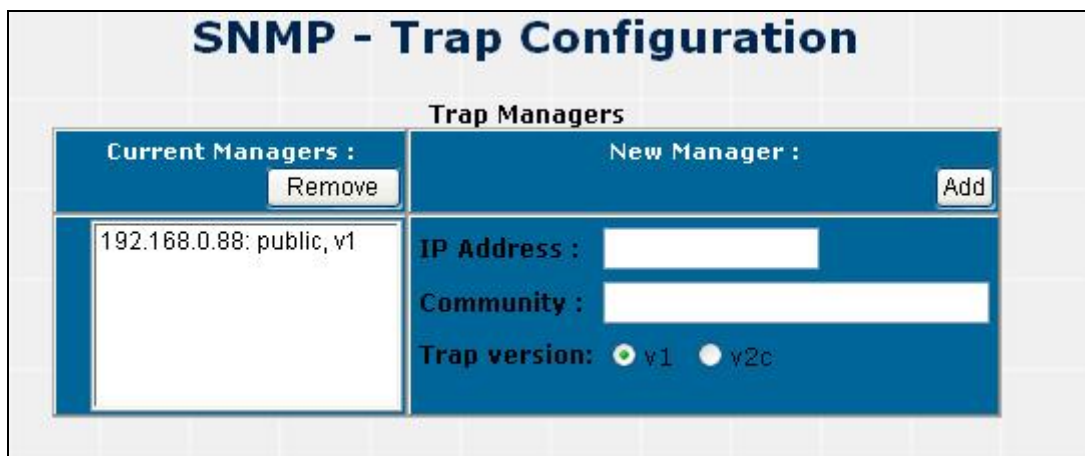 SNMP - Trap Configuration
Trap Managers
Current Managers :
Remove
New Manager :
Add
192.168.0.88: public, v1
IP Address :
Community :
Trap version: v1 v2c